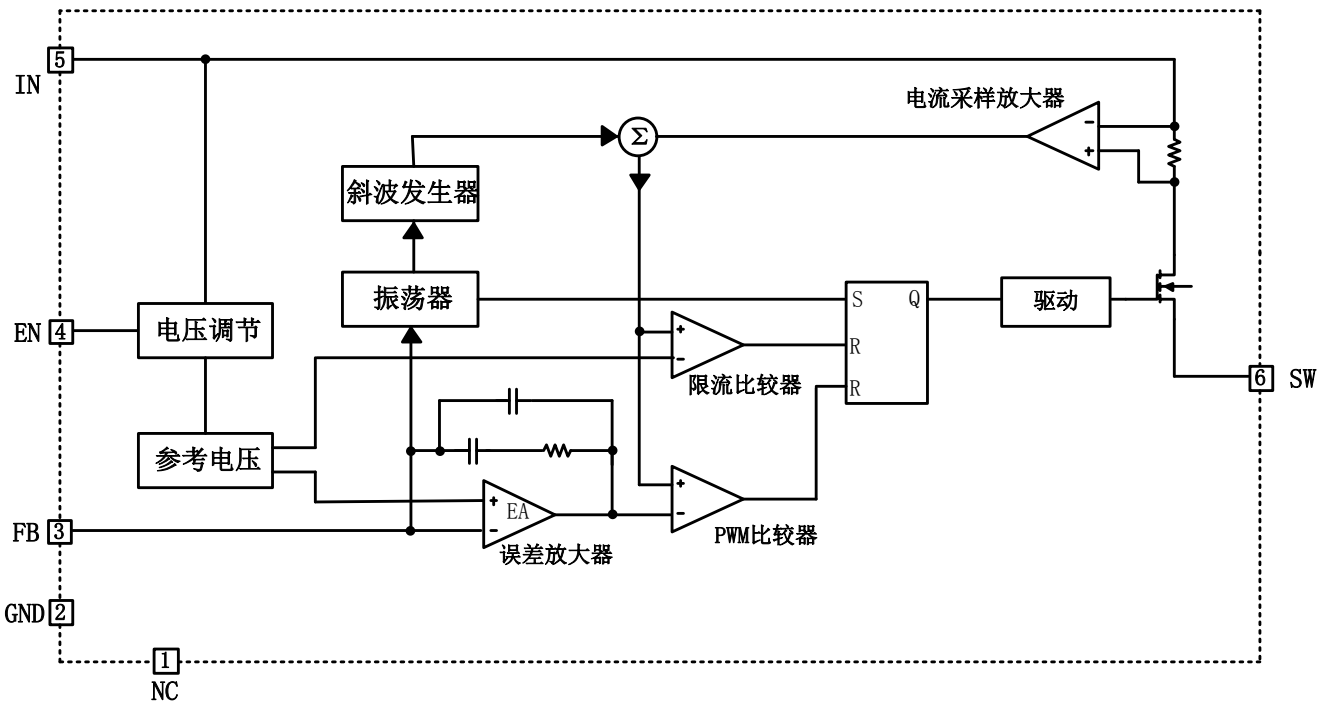 5
IN
电流采样放大器
-
+
Σ
斜波发生器
振荡器
S
Q
驱动
EN
4
电压调节
+
-
R
限流比较器
6
SW
R
参考电压
+
EA
-
+
-
FB
3
误差放大器
PWM比较器
GND
2
1
NC